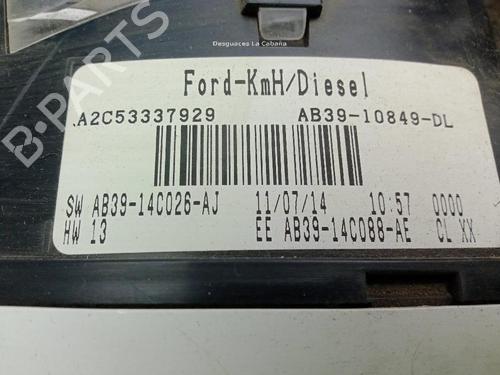 Desguaces La Cabaña
B-PARTS
Ford-KmH/Diesel
A2C53337929 AB39-10849-DL
SW AB39-14C026-AJ 11/07/14 10:57 0000
HW 13 EE AB39-14C088-AE CL XX